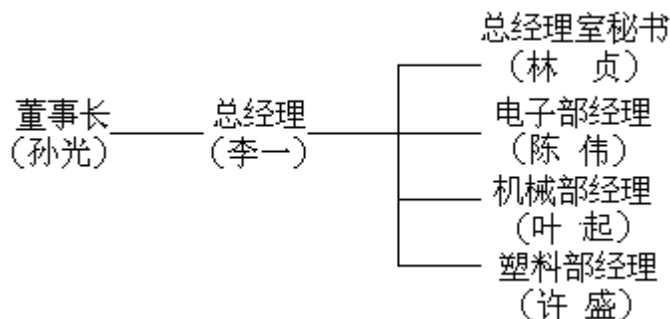 总经理室秘书
（林　贞）
董事长
（孙光）
总经理
（李一）
电子部经理
（陈 伟）
机械部经理
（叶 起）
塑料部经理
（许 盛）